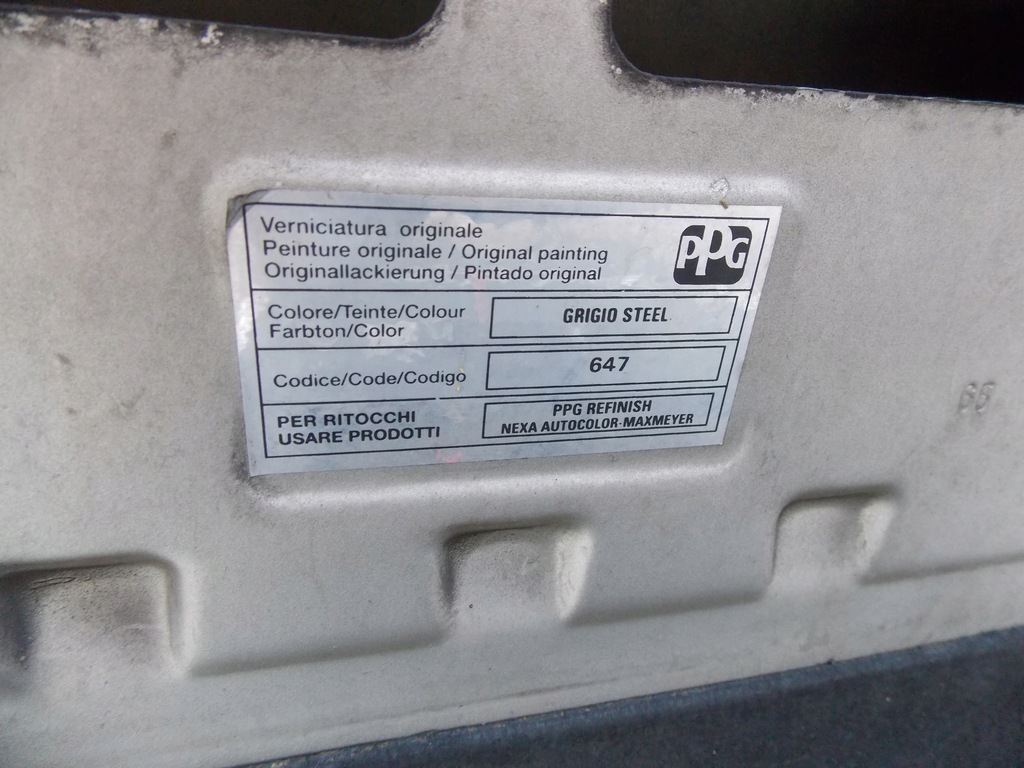 Verniciatura originale
Peinture originale / Original painting
Originallackierung / Pintado original
PPG
Colore/Teinte/Colour
Farbton/Color
GRIGIO STEEL
Codice/Code/Codigo
647
PER RITOCCHI
USARE PRODOTTI
PPG REFINISH
NEXA AUTOCOLOR-MAXMEYER